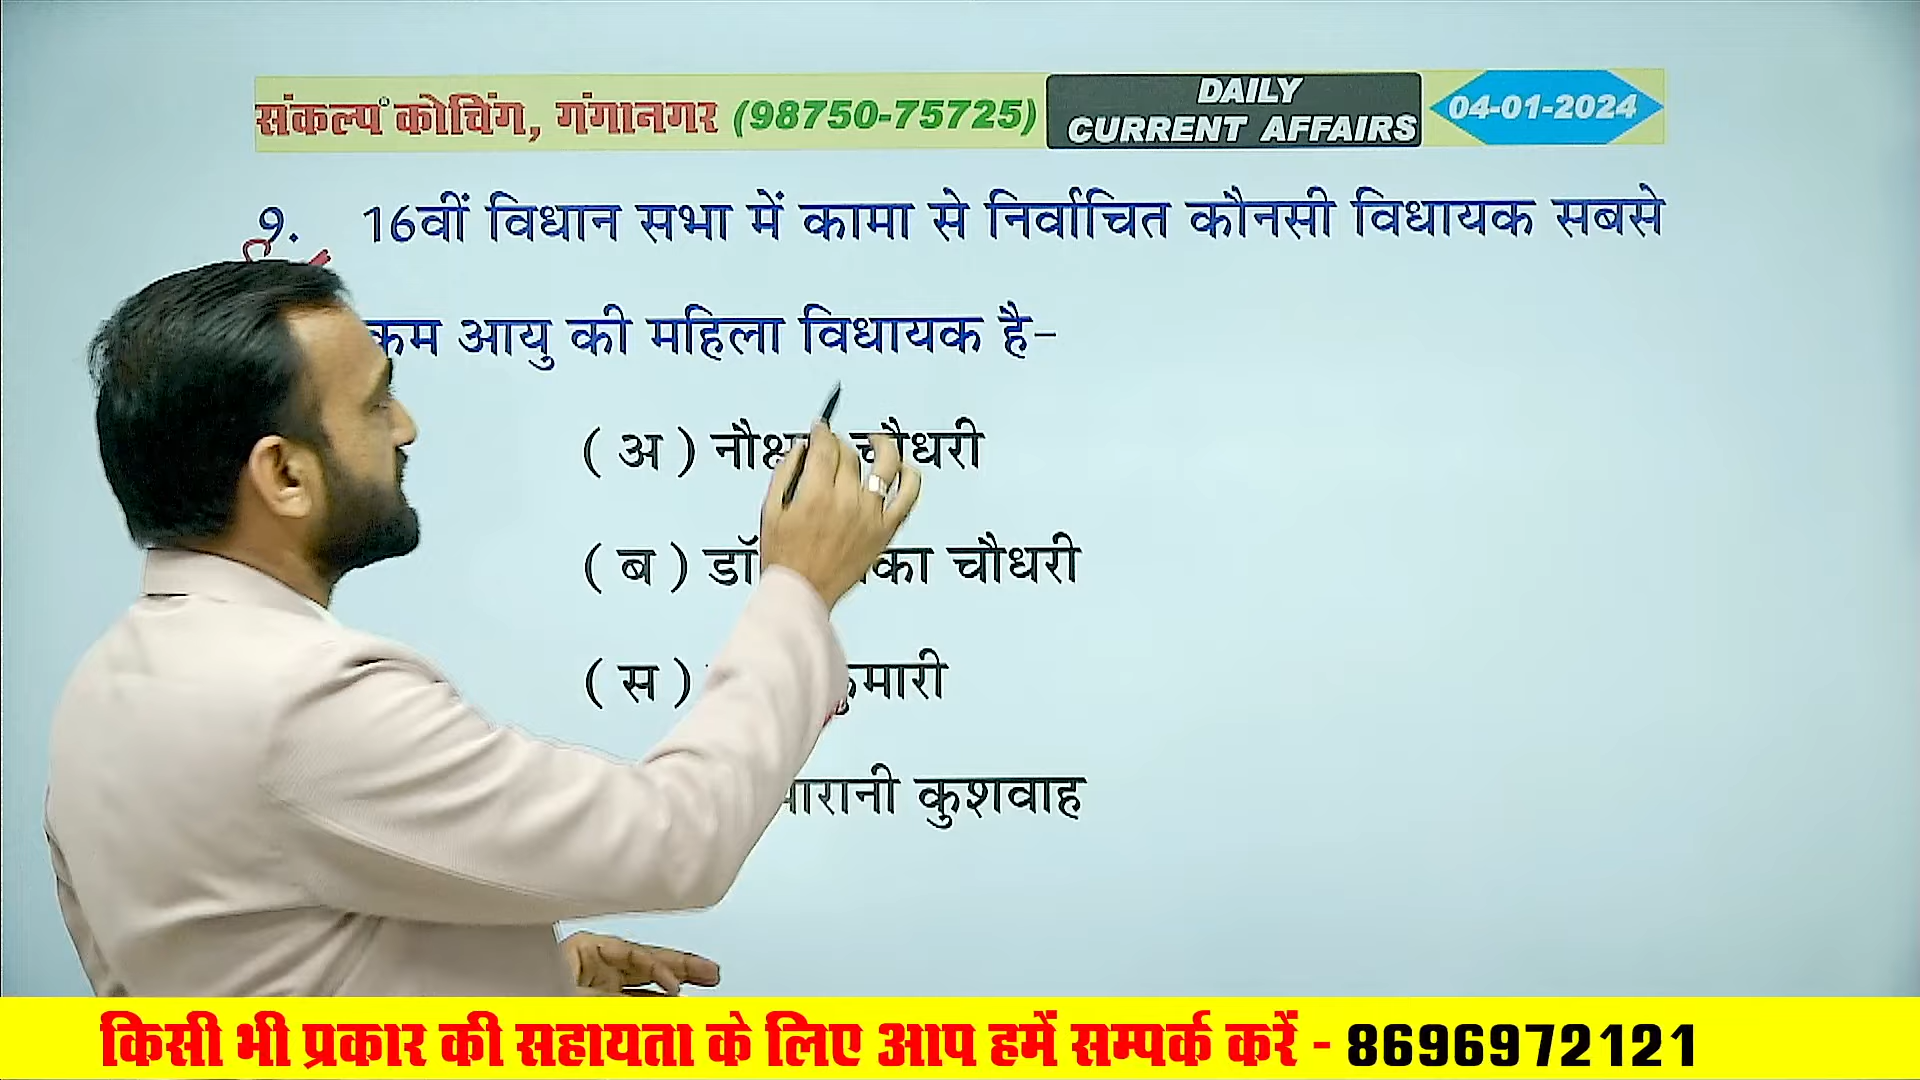 संकल्प कोचिंग, गंगानगर (98750-75725) DAILY CURRENT AFFAIRS 04-01-2024
9. 16वीं विधान सभा में कामा से निर्वाचित कौनसी विधायक सबसे
कम आयु की महिला विधायक है-
( अ ) चौधरी
( ब ) चौधरी
( स )
कुशवाह
किसी भी प्रकार की सहायता के लिए आप हमें सम्पर्क करें - 8696972121